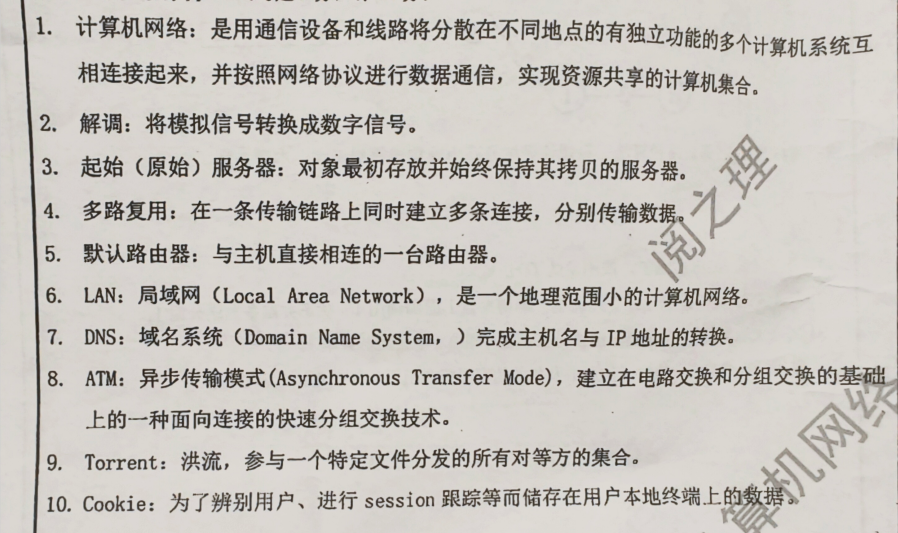 1. 计算机网络：是用通信设备和线路将分散在不同地点的有独立功能的多个计算机系统互
相连接起来，并按照网络协议进行数据通信，实现资源共享的计算机集合。
2. 解调：将模拟信号转换成数字信号。
3. 起始（原始）服务器：对象最初存放并始终保持其拷贝的服务器。
4. 多路复用：在一条传输链路上同时建立多条连接，分别传输数据。
5. 默认路由器：与主机直接相连的一台路由器。
6. LAN：局域网（Local Area Network），是一个地理范围小的计算机网络。
7. DNS：域名系统（Domain Name System，）完成主机名与 IP 地址的转换。
8. ATM：异步传输模式(Asynchronous Transfer Mode)，建立在电路交换和分组交换的基础
上的一种面向连接的快速分组交换技术。
9. Torrent：洪流，参与一个特定文件分发的所有对等方的集合。
10. Cookie：为了辨别用户、进行 session 跟踪等而储存在用户本地终端上的数据。
阅之理
算机网络